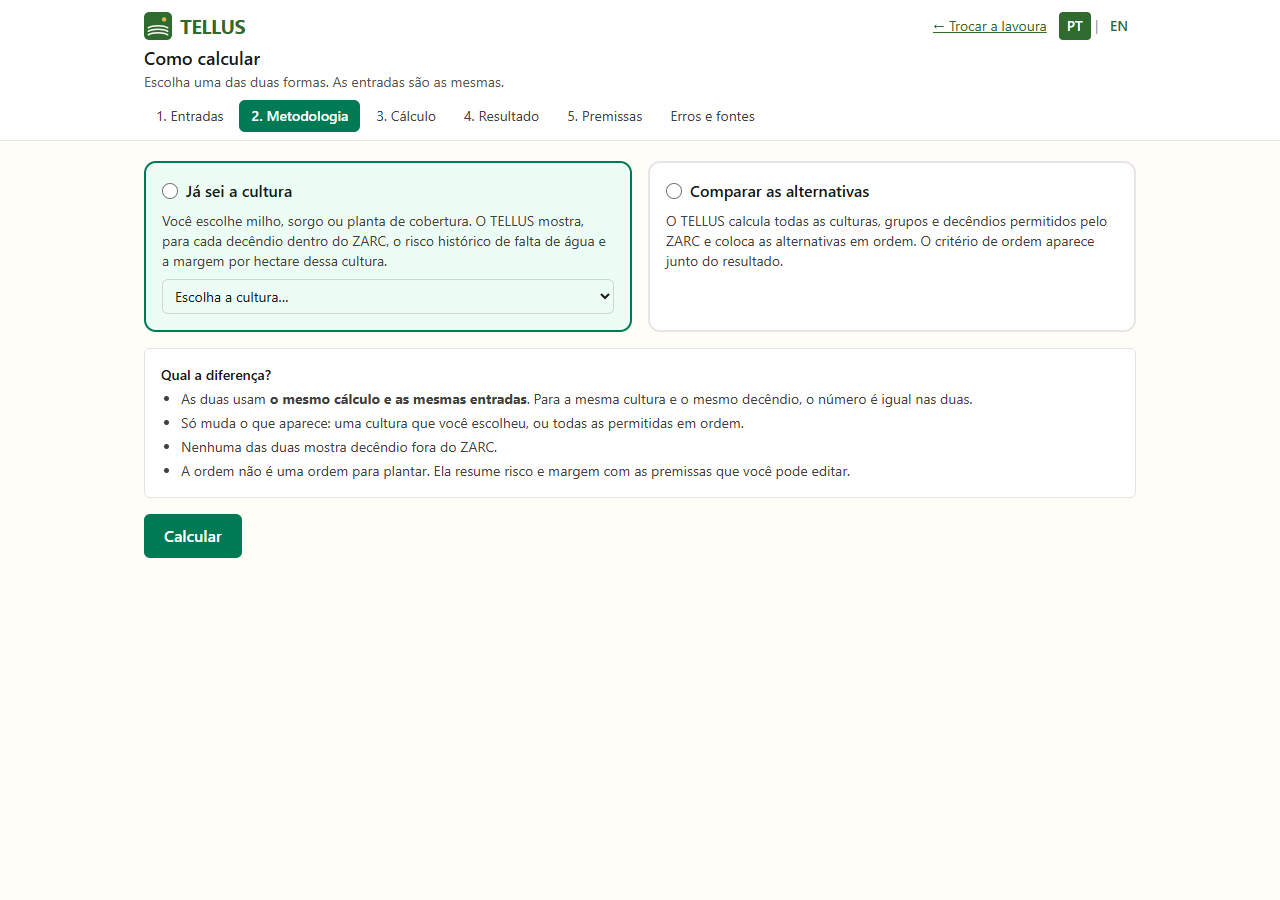 TELLUS
← Trocar a lavoura PT | EN
Como calcular
Escolha uma das duas formas. As entradas são as mesmas.
1. Entradas 2. Metodologia 3. Cálculo 4. Resultado 5. Premissas Erros e fontes
Já sei a cultura
Você escolhe milho, sorgo ou planta de cobertura. O TELLUS mostra,
para cada decêndio dentro do ZARC, o risco histórico de falta de água e
a margem por hectare dessa cultura.
Escolha a cultura...
Comparar as alternativas
O TELLUS calcula todas as culturas, grupos e decêndios permitidos pelo
ZARC e coloca as alternativas em ordem. O critério de ordem aparece
junto do resultado.
Qual a diferença?
As duas usam o mesmo cálculo e as mesmas entradas. Para a mesma cultura e o mesmo decêndio, o número é igual nas duas.
Só muda o que aparece: uma cultura que você escolheu, ou todas as permitidas em ordem.
Nenhuma das duas mostra decêndio fora do ZARC.
A ordem não é uma ordem para plantar. Ela resume risco e margem com as premissas que você pode editar.
Calcular